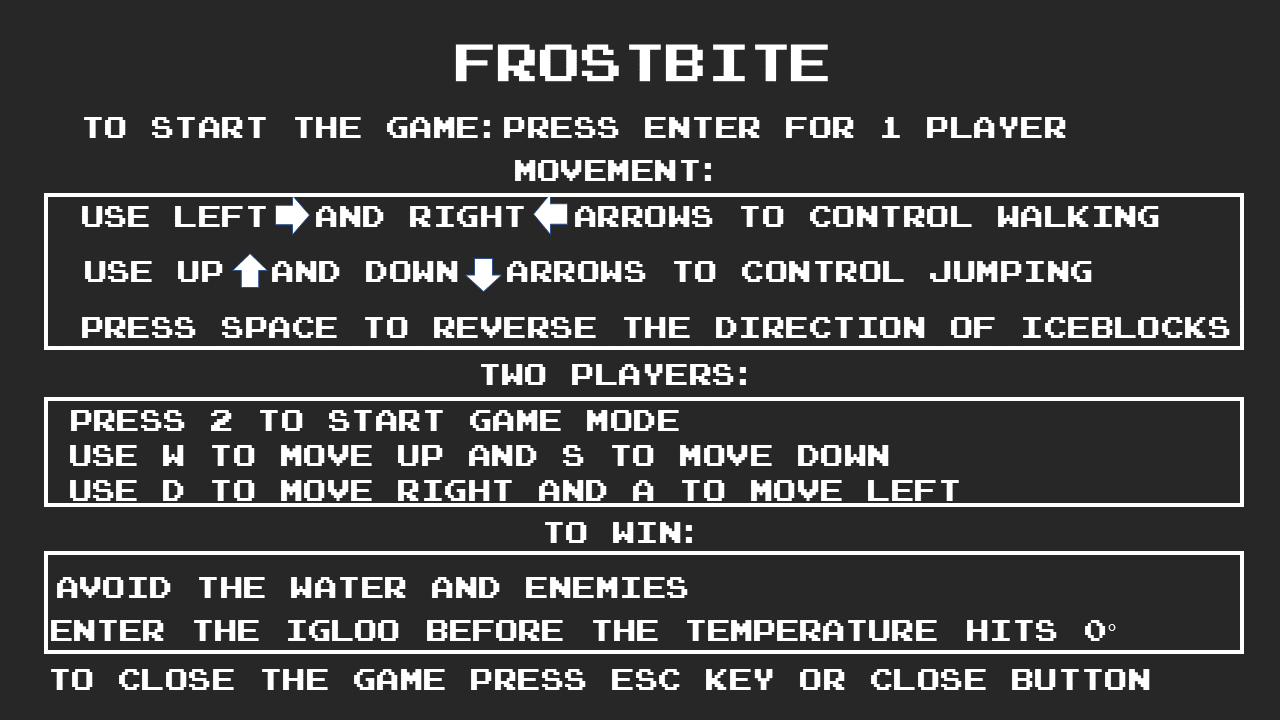 FROSTBITE
TO START THE GAME: PRESS ENTER FOR 1 PLAYER
MOVEMENT:
USE LEFT AND RIGHT ARROWS TO CONTROL WALKING
USE UP AND DOWN ARROWS TO CONTROL JUMPING
PRESS SPACE TO REVERSE THE DIRECTION OF ICEBLOCKS
TWO PLAYERS:
PRESS 2 TO START GAME MODE
USE W TO MOVE UP AND S TO MOVE DOWN
USE D TO MOVE RIGHT AND A TO MOVE LEFT
TO WIN:
AVOID THE WATER AND ENEMIES
ENTER THE IGLOO BEFORE THE TEMPERATURE HITS 0°
TO CLOSE THE GAME PRESS ESC KEY OR CLOSE BUTTON